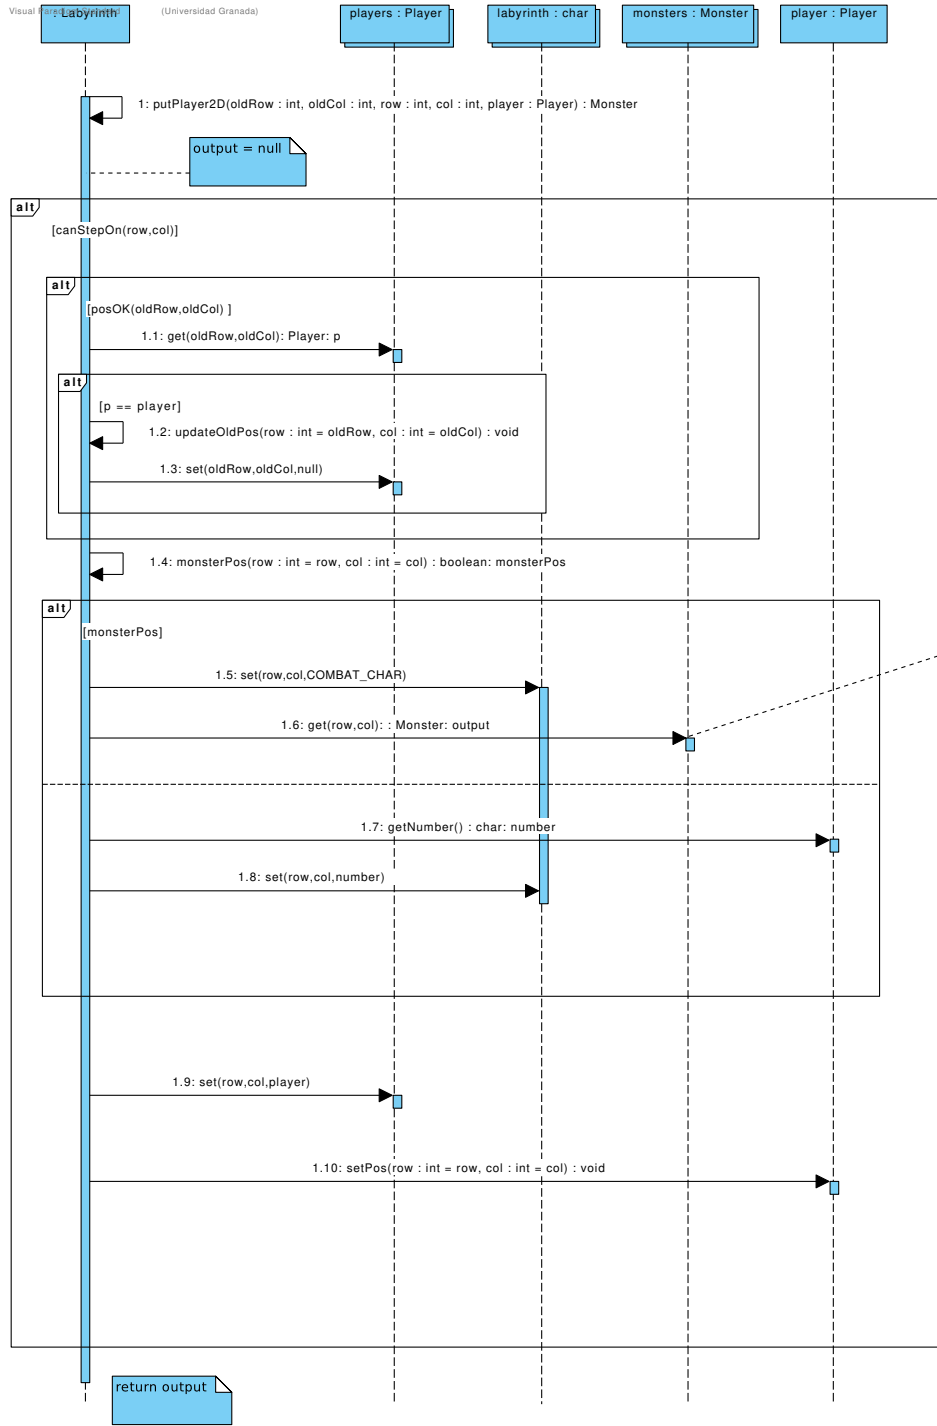 Visual Paradigm Standard (Universidad Granada)
: Labyrinth
players : Player
labyrinth : char
monsters : Monster
player : Player
1: putPlayer2D(oldRow : int, oldCol : int, row : int, col : int, player : Player) : Monster
output = null
alt
[canStepOn(row,col)]
alt
[posOK(oldRow,oldCol) ]
1.1: get(oldRow,oldCol): Player: p
alt
[p == player]
1.2: updateOldPos(row : int = oldRow, col : int = oldCol) : void
1.3: set(oldRow,oldCol,null)
1.4: monsterPos(row : int = row, col : int = col) : boolean: monsterPos
alt
[monsterPos]
1.5: set(row,col,COMBAT_CHAR)
1.6: get(row,col): : Monster: output
1.7: getNumber() : char: number
1.8: set(row,col,number)
1.9: set(row,col,player)
1.10: setPos(row : int = row, col : int = col) : void
return output